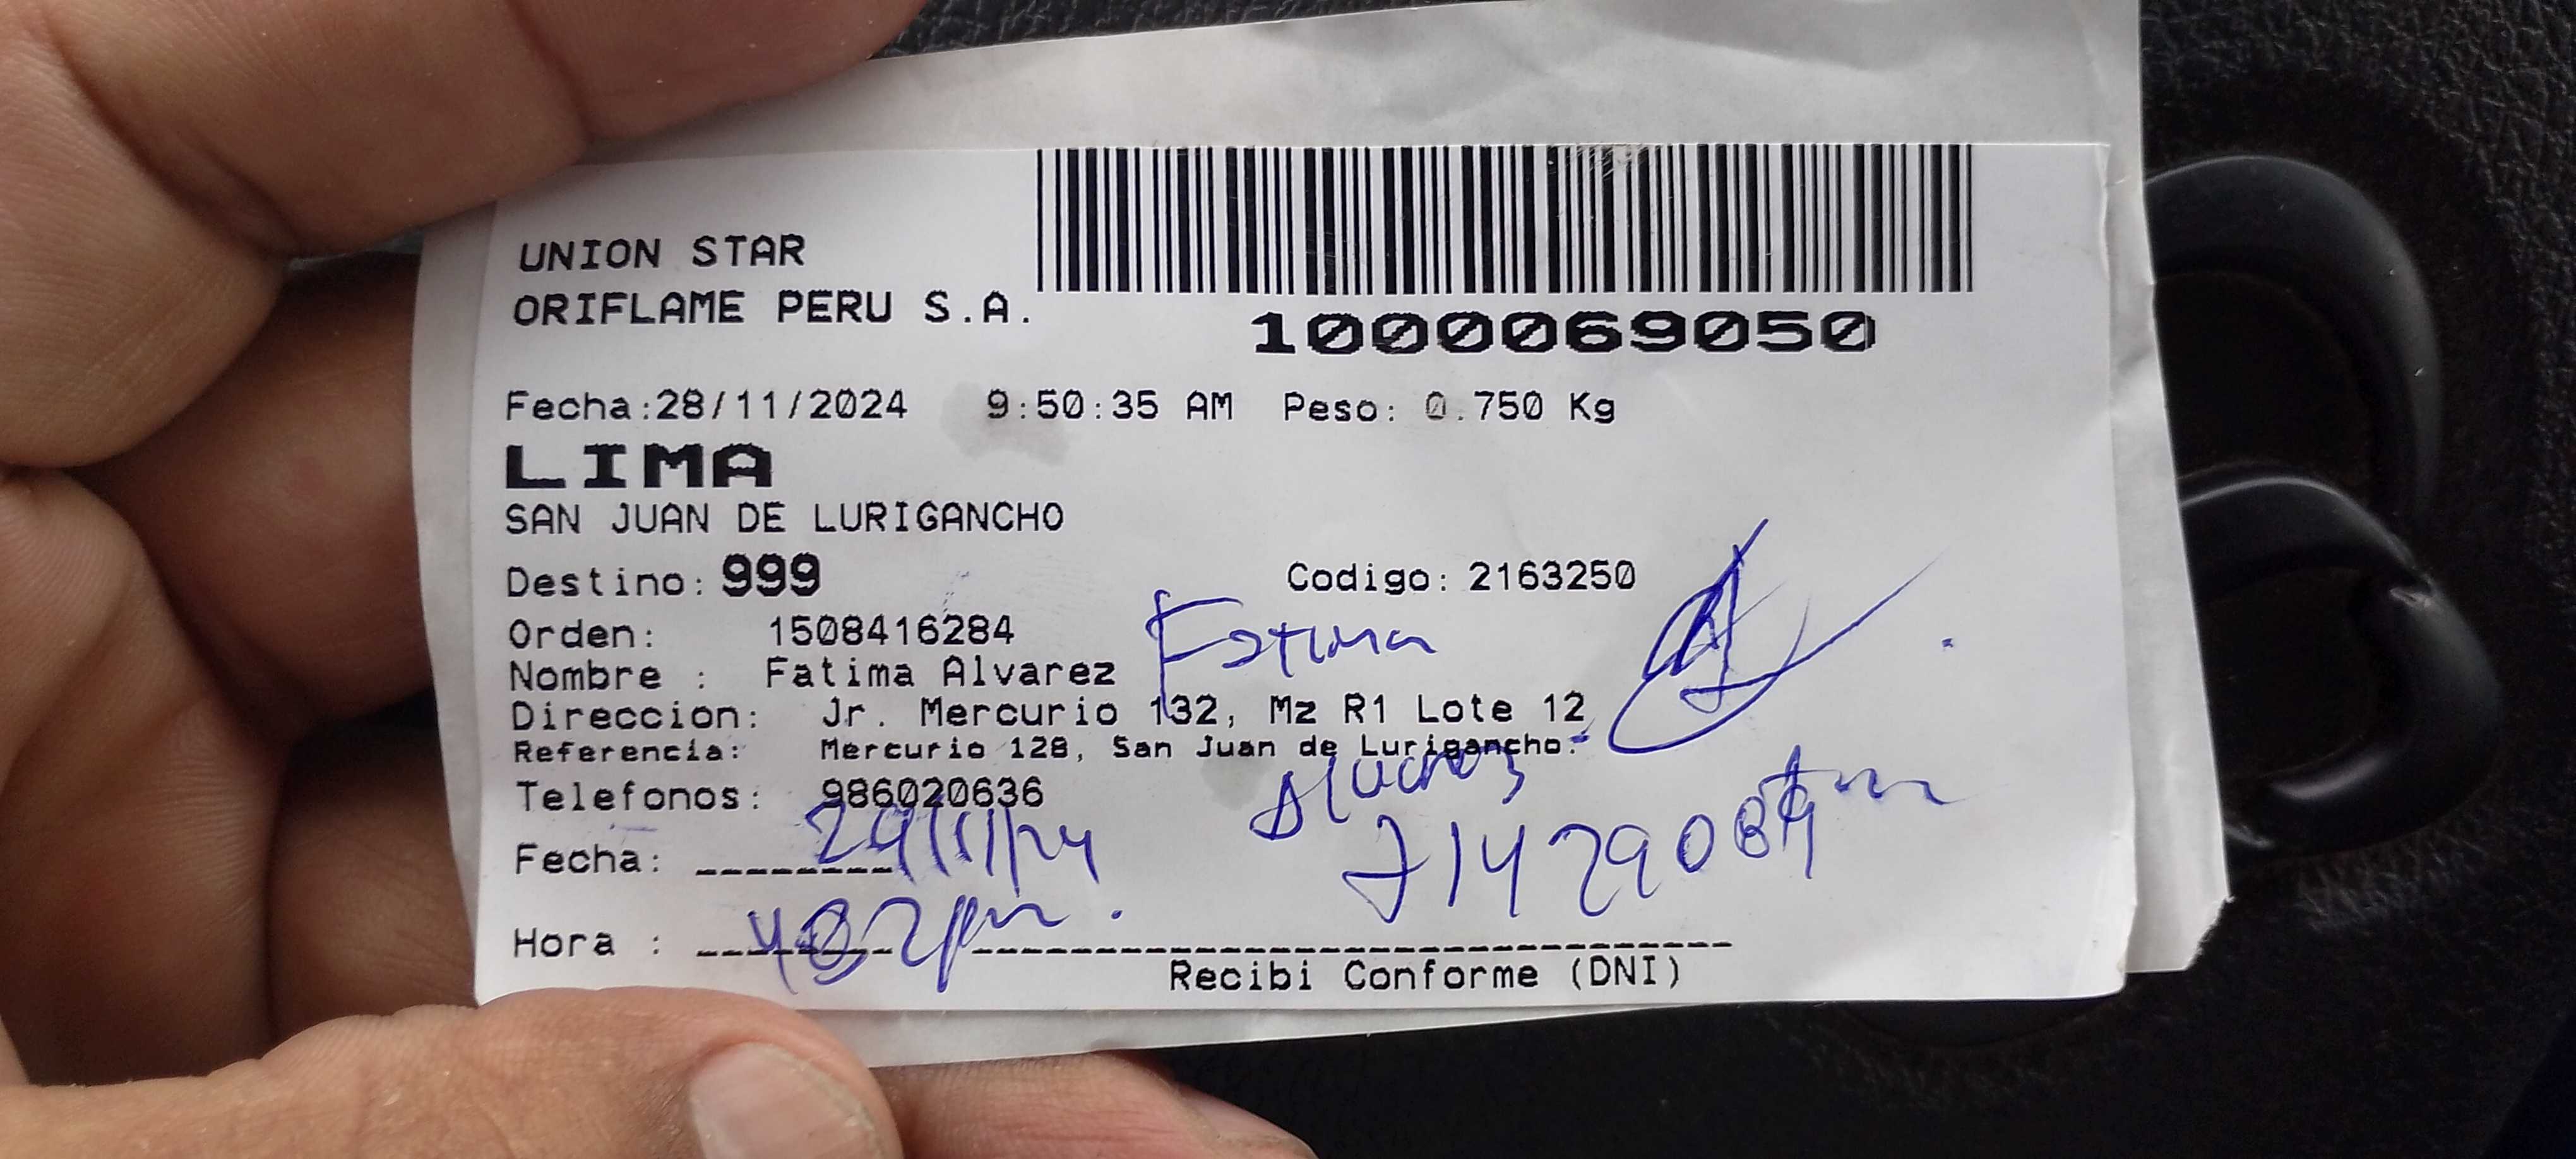 UNION STAR
ORIFLAME PERU S.A.
1000069050
Fecha:28/11/2024 9:50:35 AM Peso: 0.750 Kg
LIMA
SAN JUAN DE LURIGANCHO
Destino: 999 Codigo: 2163250
Orden: 1508416284
Fatima
Nombre : Fatima Alvarez
Direccion: Jr. Mercurio 132, Mz R1 Lote 12
Referencia: Mercurio 128, San Juan de Lurigancho.
Telefonos: 986020636
Fecha: 29/11/24
Hora :
Recibi Conforme (DNI)